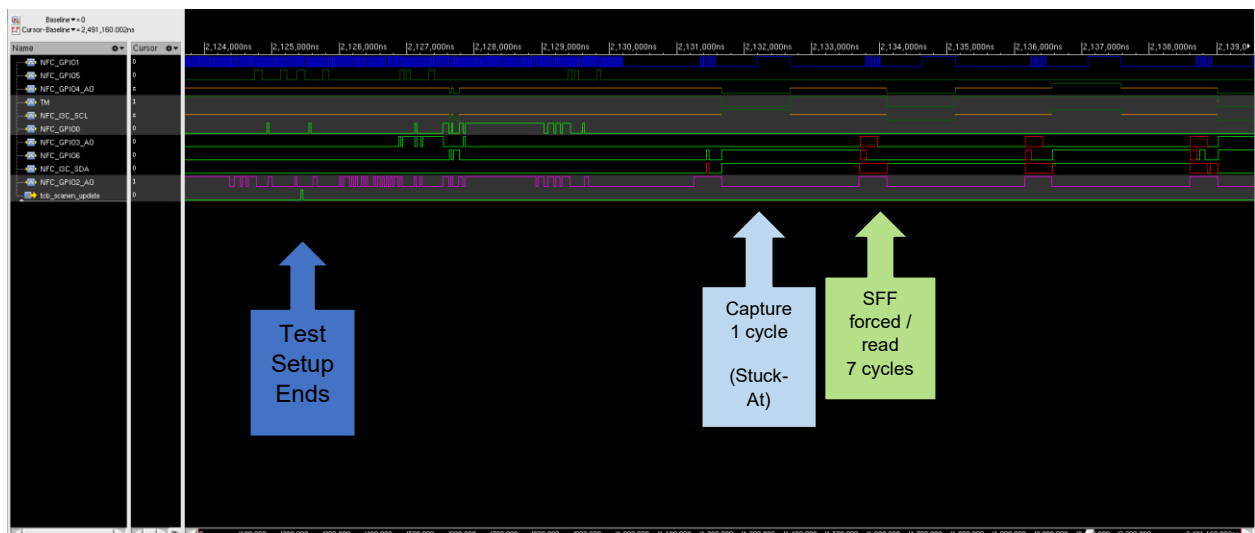 Baseline▼=0
Cursor-Baseline▼=2,491,160.002ns
Name Cursor
2,124,000ns 2,125,000ns 2,126,000ns 2,127,000ns 2,128,000ns 2,129,000ns 2,130,000ns 2,131,000ns 2,132,000ns 2,133,000ns 2,134,000ns 2,135,000ns 2,136,000ns 2,137,000ns 2,138,000ns 2,139,0
NFC_GPIO1 0
NFC_GPIO5 0
NFC_GPIO4_A0 z
TM 1
NFC_I3C_SCL z
NFC_GPIO0 0
NFC_GPIO3_A0 0
NFC_GPIO6 0
NFC_I3C_SDA 0
NFC_GPIO2_A0 1
tcb_scanen_update 0
Test
Setup
Ends
Capture
1 cycle
(Stuck-
At)
SFF
forced /
read
7 cycles